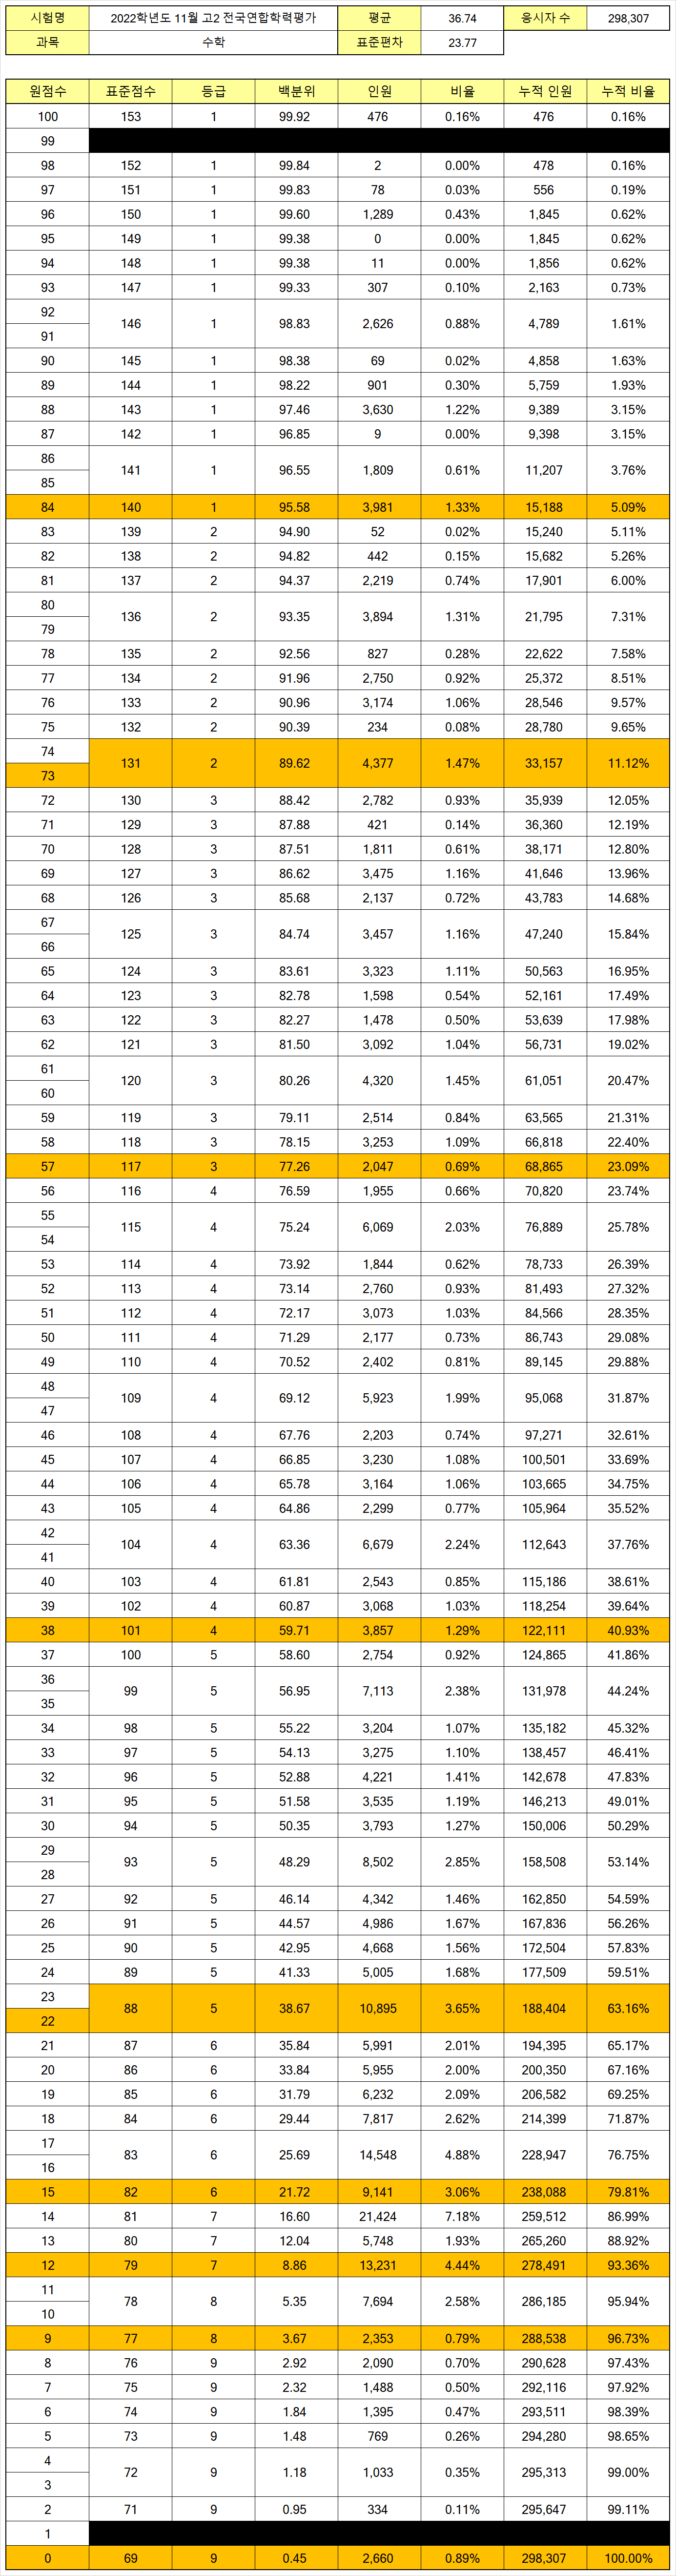 시험명 2022학년도 11월 고2 전국연합학력평가 평균 36.74 응시자 수 298,307
과목 수학 표준편차 23.77
원점수 표준점수 등급 백분위 인원 비율 누적 인원 누적 비율
100 153 1 99.92 476 0.16% 476 0.16%
99
98 152 1 99.84 2 0.00% 478 0.16%
97 151 1 99.83 78 0.03% 556 0.19%
96 150 1 99.60 1,289 0.43% 1,845 0.62%
95 149 1 99.38 0 0.00% 1,845 0.62%
94 148 1 99.38 11 0.00% 1,856 0.62%
93 147 1 99.33 307 0.10% 2,163 0.73%
92
146 1 98.83 2,626 0.88% 4,789 1.61%
91
90 145 1 98.38 69 0.02% 4,858 1.63%
89 144 1 98.22 901 0.30% 5,759 1.93%
88 143 1 97.46 3,630 1.22% 9,389 3.15%
87 142 1 96.85 9 0.00% 9,398 3.15%
86
141 1 96.55 1,809 0.61% 11,207 3.76%
85
84 140 1 95.58 3,981 1.33% 15,188 5.09%
83 139 2 94.90 52 0.02% 15,240 5.11%
82 138 2 94.82 442 0.15% 15,682 5.26%
81 137 2 94.37 2,219 0.74% 17,901 6.00%
80
136 2 93.35 3,894 1.31% 21,795 7.31%
79
78 135 2 92.56 827 0.28% 22,622 7.58%
77 134 2 91.96 2,750 0.92% 25,372 8.51%
76 133 2 90.96 3,174 1.06% 28,546 9.57%
75 132 2 90.39 234 0.08% 28,780 9.65%
74
131 2 89.62 4,377 1.47% 33,157 11.12%
73
72 130 3 88.42 2,782 0.93% 35,939 12.05%
71 129 3 87.88 421 0.14% 36,360 12.19%
70 128 3 87.51 1,811 0.61% 38,171 12.80%
69 127 3 86.62 3,475 1.16% 41,646 13.96%
68 126 3 85.68 2,137 0.72% 43,783 14.68%
67
125 3 84.74 3,457 1.16% 47,240 15.84%
66
65 124 3 83.61 3,323 1.11% 50,563 16.95%
64 123 3 82.78 1,598 0.54% 52,161 17.49%
63 122 3 82.27 1,478 0.50% 53,639 17.98%
62 121 3 81.50 3,092 1.04% 56,731 19.02%
61
120 3 80.26 4,320 1.45% 61,051 20.47%
60
59 119 3 79.11 2,514 0.84% 63,565 21.31%
58 118 3 78.15 3,253 1.09% 66,818 22.40%
57 117 3 77.26 2,047 0.69% 68,865 23.09%
56 116 4 76.59 1,955 0.66% 70,820 23.74%
55
115 4 75.24 6,069 2.03% 76,889 25.78%
54
53 114 4 73.92 1,844 0.62% 78,733 26.39%
52 113 4 73.14 2,760 0.93% 81,493 27.32%
51 112 4 72.17 3,073 1.03% 84,566 28.35%
50 111 4 71.29 2,177 0.73% 86,743 29.08%
49 110 4 70.52 2,402 0.81% 89,145 29.88%
48
109 4 69.12 5,923 1.99% 95,068 31.87%
47
46 108 4 67.76 2,203 0.74% 97,271 32.61%
45 107 4 66.85 3,230 1.08% 100,501 33.69%
44 106 4 65.78 3,164 1.06% 103,665 34.75%
43 105 4 64.86 2,299 0.77% 105,964 35.52%
42
104 4 63.36 6,679 2.24% 112,643 37.76%
41
40 103 4 61.81 2,543 0.85% 115,186 38.61%
39 102 4 60.87 3,068 1.03% 118,254 39.64%
38 101 4 59.71 3,857 1.29% 122,111 40.93%
37 100 5 58.60 2,754 0.92% 124,865 41.86%
36
99 5 56.95 7,113 2.38% 131,978 44.24%
35
34 98 5 55.22 3,204 1.07% 135,182 45.32%
33 97 5 54.13 3,275 1.10% 138,457 46.41%
32 96 5 52.88 4,221 1.41% 142,678 47.83%
31 95 5 51.58 3,535 1.19% 146,213 49.01%
30 94 5 50.35 3,793 1.27% 150,006 50.29%
29
93 5 48.29 8,502 2.85% 158,508 53.14%
28
27 92 5 46.14 4,342 1.46% 162,850 54.59%
26 91 5 44.57 4,986 1.67% 167,836 56.26%
25 90 5 42.95 4,668 1.56% 172,504 57.83%
24 89 5 41.33 5,005 1.68% 177,509 59.51%
23
88 5 38.67 10,895 3.65% 188,404 63.16%
22
21 87 6 35.84 5,991 2.01% 194,395 65.17%
20 86 6 33.84 5,955 2.00% 200,350 67.16%
19 85 6 31.79 6,232 2.09% 206,582 69.25%
18 84 6 29.44 7,817 2.62% 214,399 71.87%
17
83 6 25.69 14,548 4.88% 228,947 76.75%
16
15 82 6 21.72 9,141 3.06% 238,088 79.81%
14 81 7 16.60 21,424 7.18% 259,512 86.99%
13 80 7 12.04 5,748 1.93% 265,260 88.92%
12 79 7 8.86 13,231 4.44% 278,491 93.36%
11
78 8 5.35 7,694 2.58% 286,185 95.94%
10
9 77 8 3.67 2,353 0.79% 288,538 96.73%
8 76 9 2.92 2,090 0.70% 290,628 97.43%
7 75 9 2.32 1,488 0.50% 292,116 97.92%
6 74 9 1.84 1,395 0.47% 293,511 98.39%
5 73 9 1.48 769 0.26% 294,280 98.65%
4
72 9 1.18 1,033 0.35% 295,313 99.00%
3
2 71 9 0.95 334 0.11% 295,647 99.11%
1
0 69 9 0.45 2,660 0.89% 298,307 100.00%